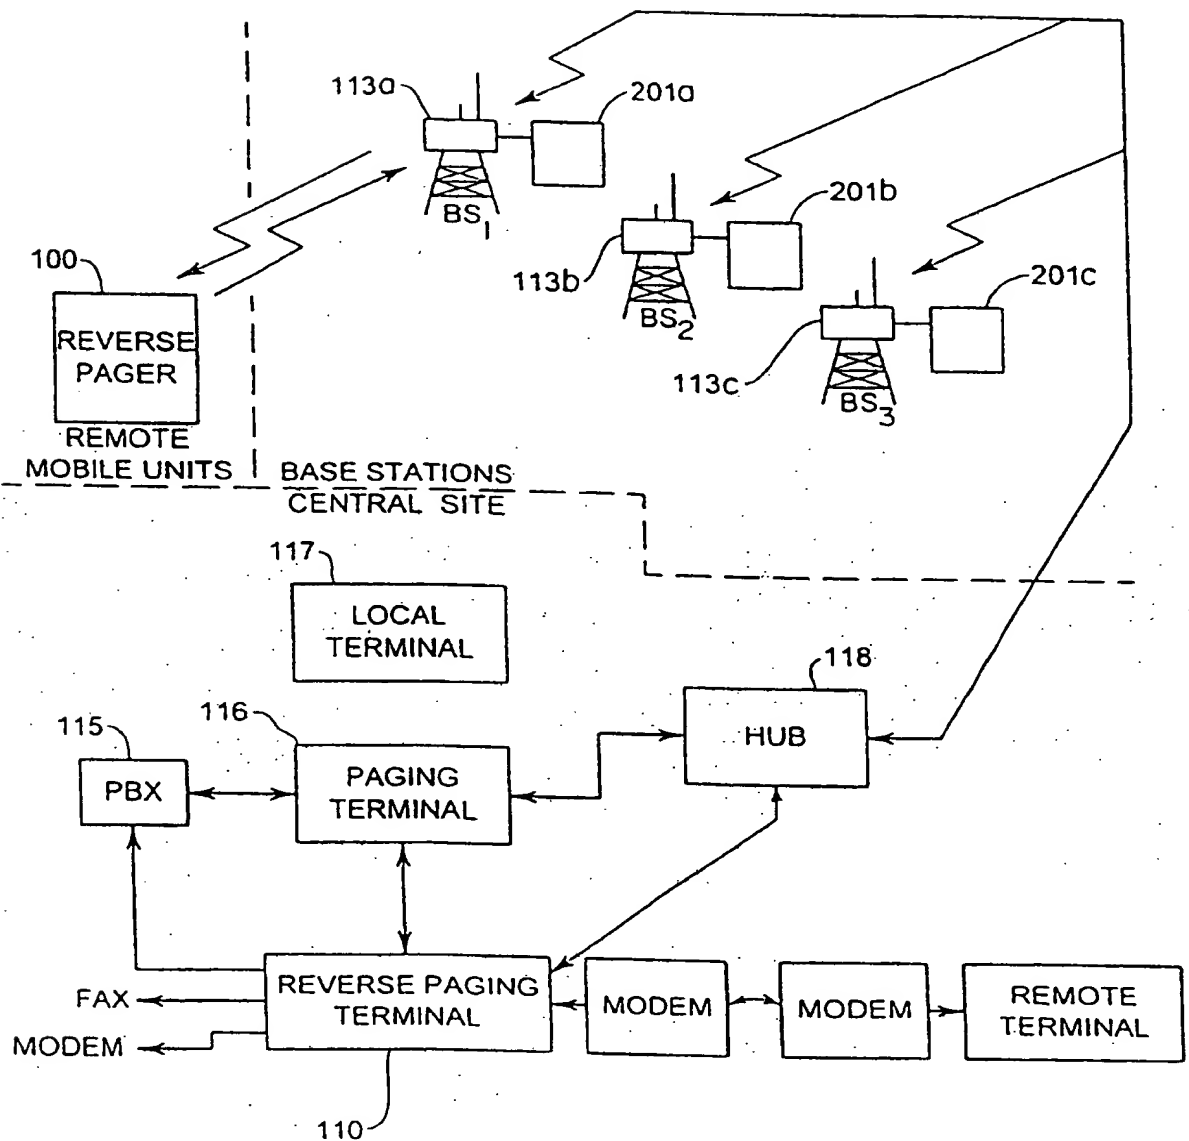 113a
201a
BS1
201b
113b
BS2
201c
113c
BS3
100
REVERSE
PAGER
REMOTE
MOBILE UNITS
BASE STATIONS
CENTRAL SITE
117
LOCAL
TERMINAL
118
HUB
116
115
PBX
PAGING
TERMINAL
REVERSE PAGING
TERMINAL
FAX
MODEM
MODEM
MODEM
REMOTE
TERMINAL
110